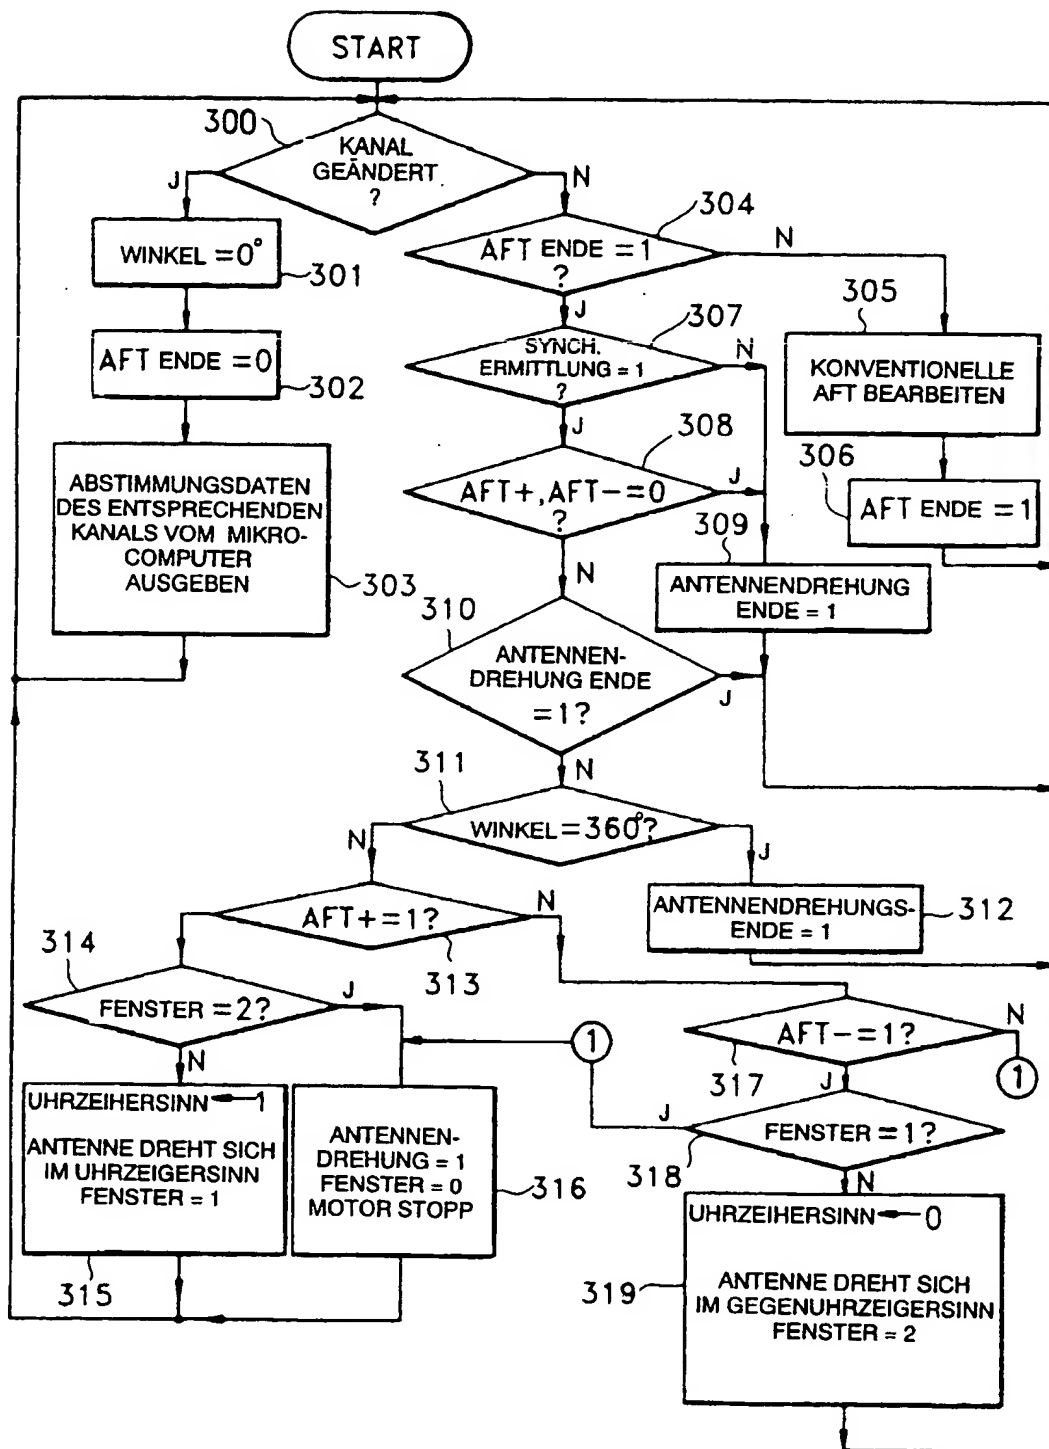 START
300
KANAL
GEÄNDERT
?
J
N
WINKEL = 0°
301
304
AFT ENDE = 1
?
N
J
AFT ENDE = 0
302
305
KONVENTIONELLE
AFT BEARBEITEN
307
SYNCH.
ERMITTLUNG = 1
?
N
J
306
AFT ENDE = 1
308
AFT+, AFT- = 0
?
J
N
ABSTIMMUNGSDATEN
DES ENTSPRECHENDEN
KANALS VOM MIKRO-
COMPUTER
AUSGEBEN
303
309
ANTENNENDREHUNG
ENDE = 1
310
ANTENNEN-
DREHUNG ENDE
= 1?
J
N
311
WINKEL = 360°?
N
J
ANTENNENDREHUNGS-
ENDE = 1
312
AFT+ = 1?
N
313
314
FENSTER = 2?
J
N
1
AFT- = 1?
N
317
J
1
UHRZEIHERSINN ← 1
ANTENNE DREHT SICH
IM UHRZEIGERSINN
FENSTER = 1
315
ANTENNEN-
DREHUNG = 1
FENSTER = 0
MOTOR STOPP
316
J
FENSTER = 1?
318
N
UHRZEIHERSINN ← 0
ANTENNE DREHT SICH
IM GEGENUHRZEIGERSINN
FENSTER = 2
319